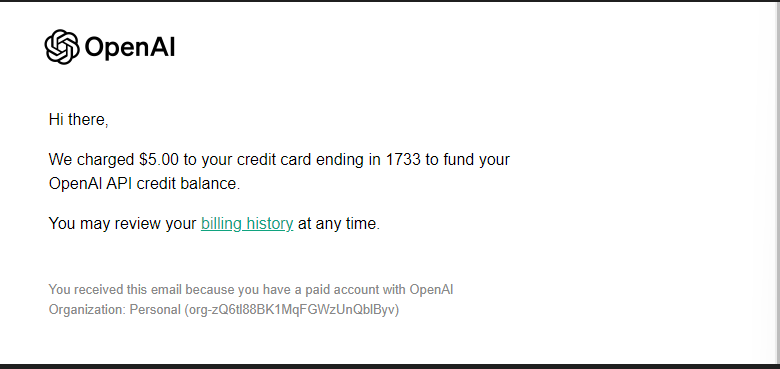 OpenAI
Hi there,
We charged $5.00 to your credit card ending in 1733 to fund your
OpenAI API credit balance.
You may review your billing history at any time.
You received this email because you have a paid account with OpenAI
Organization: Personal (org-zQ6tl88BK1MqFGWzUnQblByv)